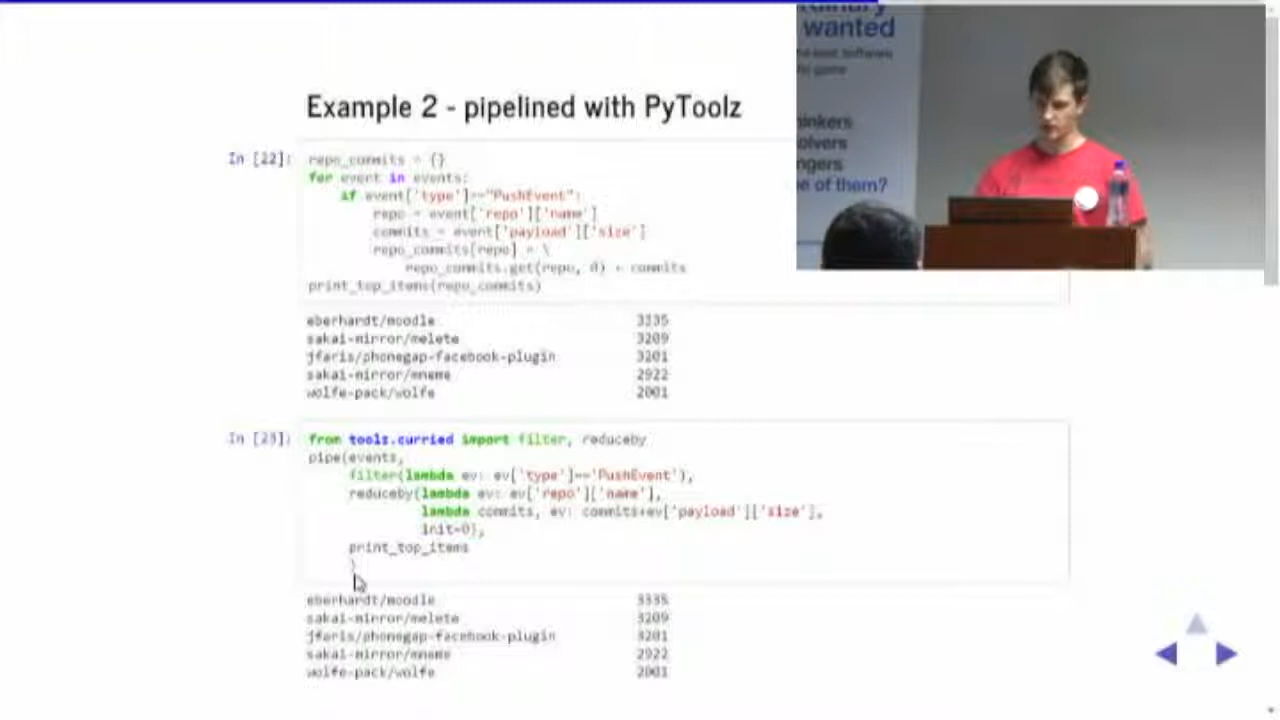 Example 2 - pipelined with PyToolz
In [22]:
repo_commits = {}
for event in events:
    if event['type']=="PushEvent":
        repo = event['repo']['name']
        commits = event['payload']['size']
        repo_commits[repo] = \
            repo_commits.get(repo, 0) + commits
print_top_items(repo_commits)
eberhardt/moodle 3335
sakai-mirror/melete 3209
jfaris/phonegap-facebook-plugin 3201
sakai-mirror/mneme 2922
wolfe-pack/wolfe 2001
In [23]:
from toolz.curried import filter, reduceby
pipe(events,
     filter(lambda ev: ev['type']=='PushEvent'),
     reduceby(lambda ev: ev['repo']['name'],
              lambda commits, ev: commits+ev['payload']['size'],
              init=0),
     print_top_items
     )
eberhardt/moodle 3335
sakai-mirror/melete 3209
jfaris/phonegap-facebook-plugin 3201
sakai-mirror/mneme 2922
wolfe-pack/wolfe 2001
wanted
software
game
inkers
olvers
ngers
e of them?